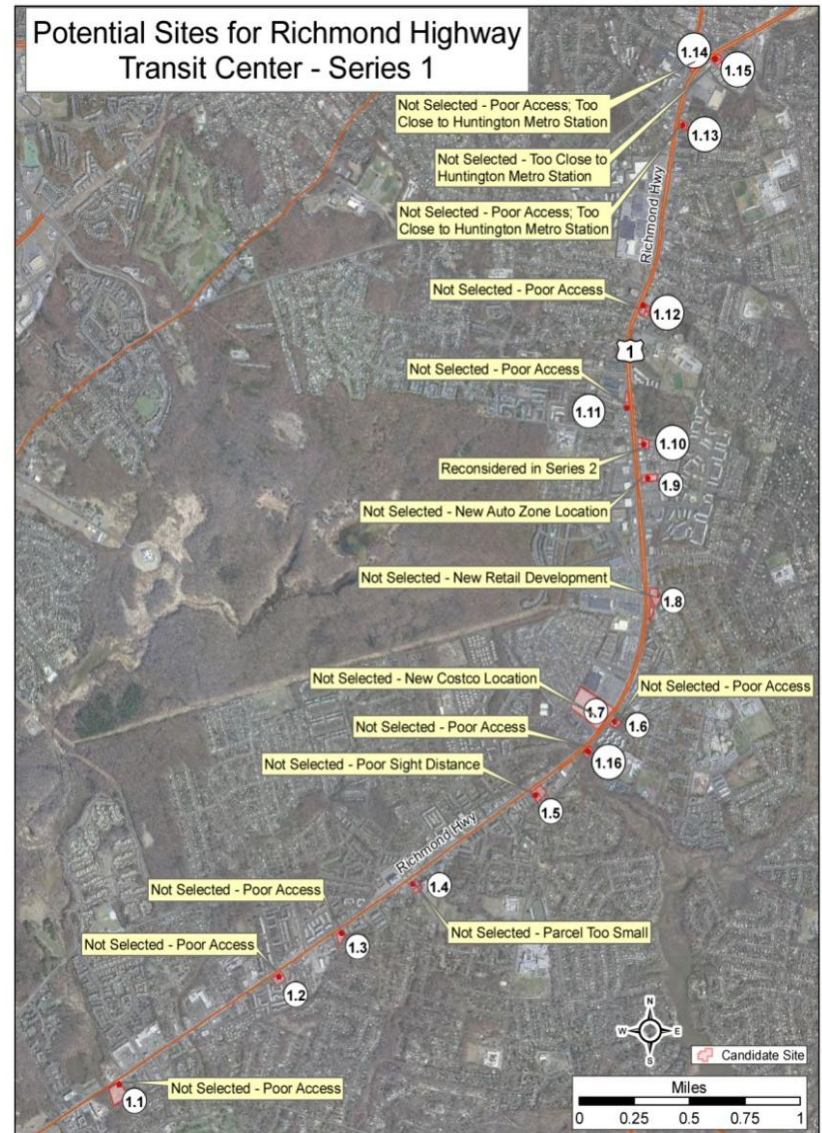 Potential Sites for Richmond Highway
Transit Center - Series 1
1.14
1.15
Not Selected - Poor Access; Too
Close to Huntington Metro Station
1.13
Not Selected - Too Close to
Huntington Metro Station
Not Selected - Poor Access; Too
Close to Huntington Metro Station
Richmond Hwy
Not Selected - Poor Access
1.12
1
Not Selected - Poor Access
1.11
1.10
Reconsidered in Series 2
1.9
Not Selected - New Auto Zone Location
Not Selected - New Retail Development
1.8
Not Selected - New Costco Location
Not Selected - Poor Access
1.7
1.6
Not Selected - Poor Access
1.16
Not Selected - Poor Sight Distance
1.5
Richmond Hwy
1.4
Not Selected - Poor Access
Not Selected - Parcel Too Small
Not Selected - Poor Access
1.3
1.2
N
W
E
S
Candidate Site
Not Selected - Poor Access
1.1
Miles
0 0.25 0.5 0.75 1